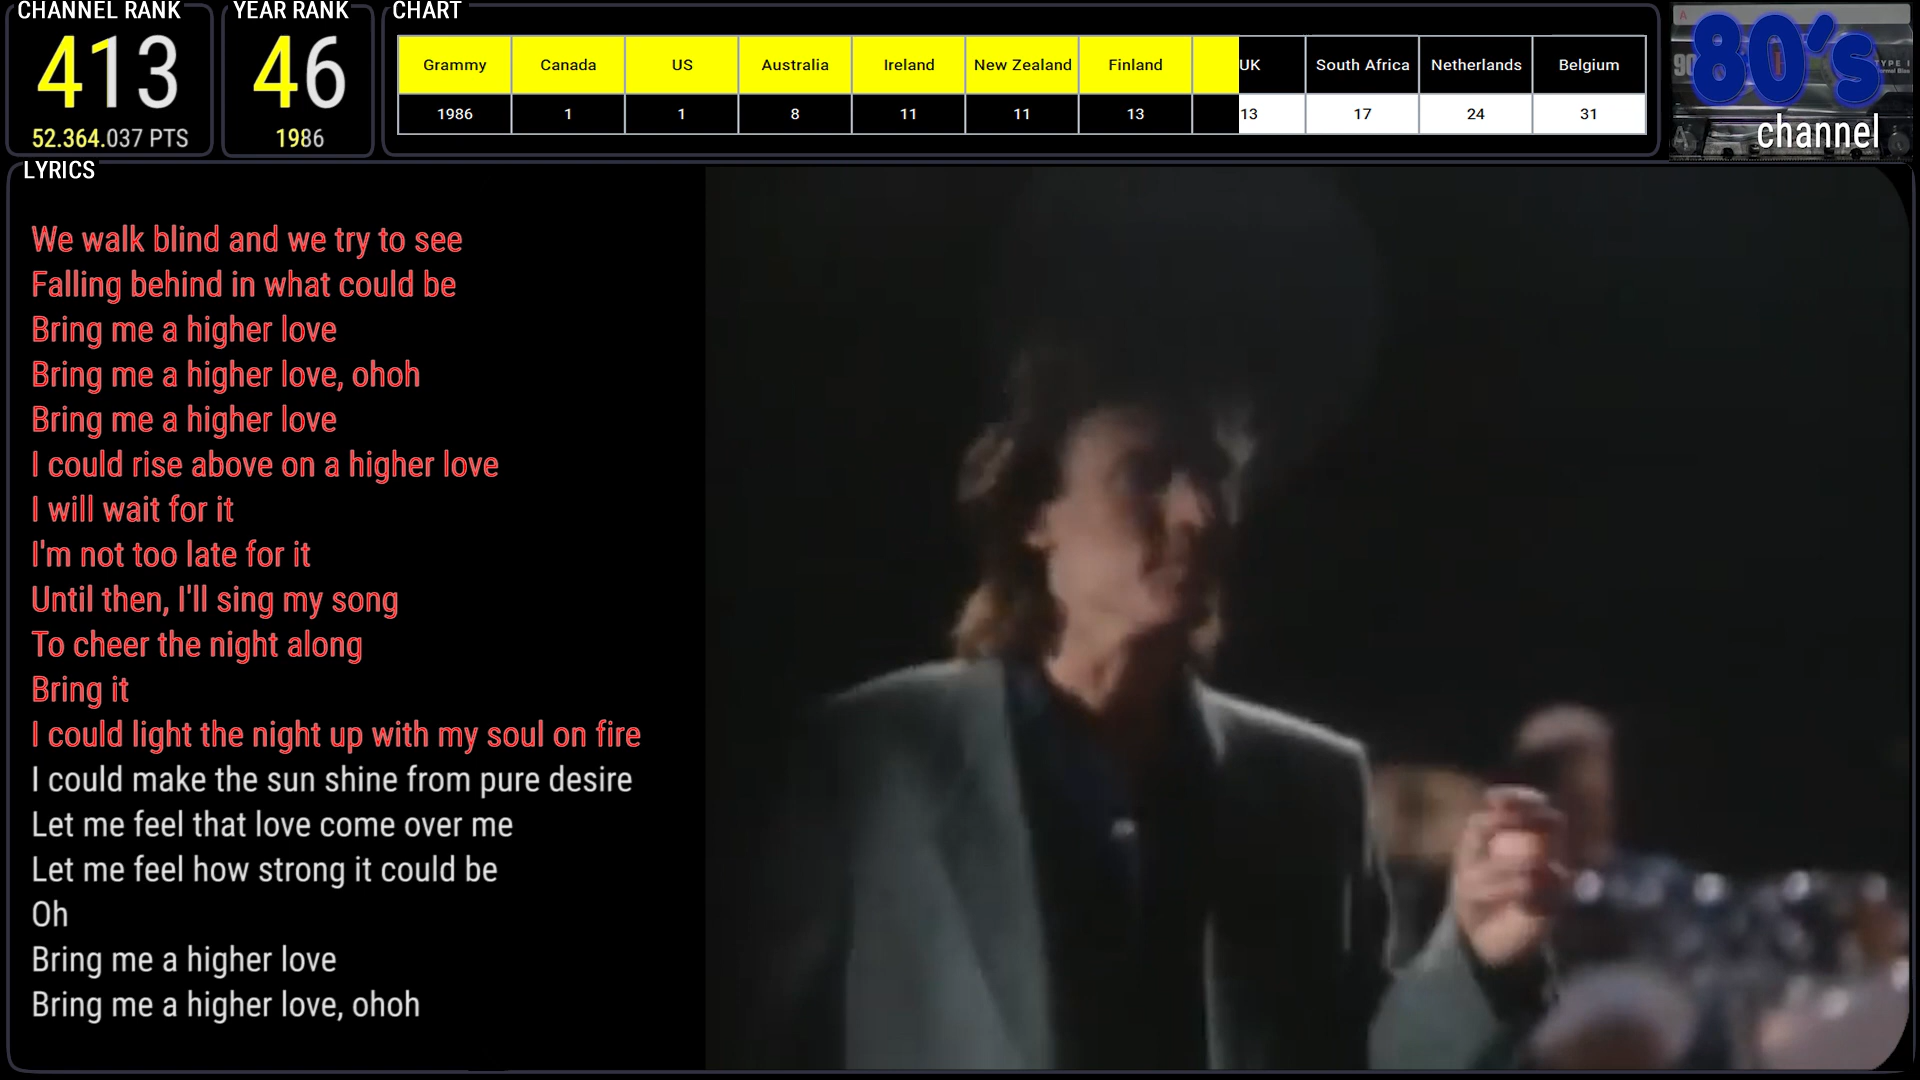 CHANNEL RANK
413
52.364.037 PTS
YEAR RANK
46
1986
CHART
Grammy Canada US Australia Ireland New Zealand Finland UK South Africa Netherlands Belgium
1986 1 1 8 11 11 13 13 17 24 31
A
80's
90
TYPE I
channel
A
LYRICS
We walk blind and we try to see
Falling behind in what could be
Bring me a higher love
Bring me a higher love, ohoh
Bring me a higher love
I could rise above on a higher love
I will wait for it
I'm not too late for it
Until then, I'll sing my song
To cheer the night along
Bring it
I could light the night up with my soul on fire
I could make the sun shine from pure desire
Let me feel that love come over me
Let me feel how strong it could be
Oh
Bring me a higher love
Bring me a higher love, ohoh